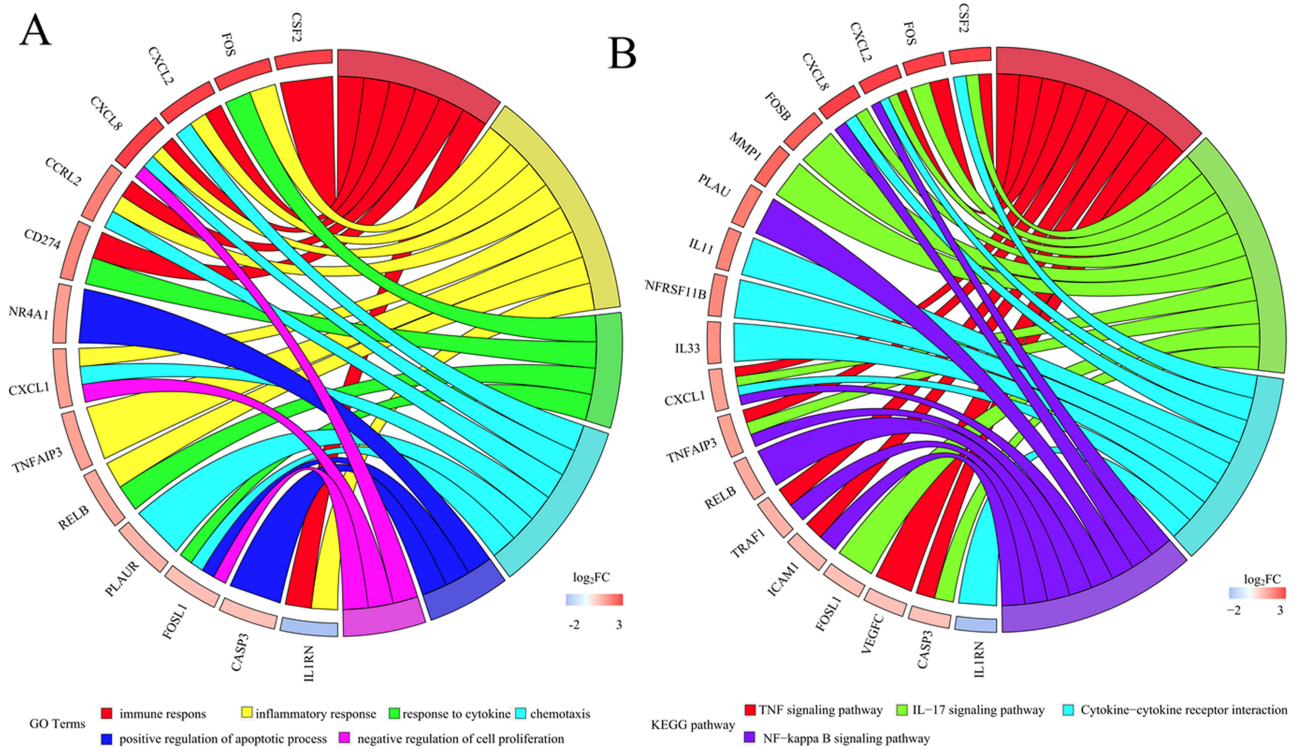 A
CSF2
FOS
CXCL2
CXCL8
CCRL2
CD274
NR4A1
CXCL1
TNFAIP3
RELB
PLAUR
FOSL1
CASP3
IL1RN
log2FC
-2 3
GO Terms
immune respons
inflammatory response
response to cytokine
chemotaxis
positive regulation of apoptotic process
negative regulation of cell proliferation
B
CSF2
FOS
CXCL2
CXCL8
FOSB
MMP1
PLAU
IL11
NFRSF11B
IL33
CXCL1
TNFAIP3
RELB
TRAF1
ICAM1
FOSL1
VEGFC
CASP3
IL1RN
log2FC
−2 3
KEGG pathway
TNF signaling pathway
IL−17 signaling pathway
Cytokine−cytokine receptor interaction
NF−kappa B signaling pathway